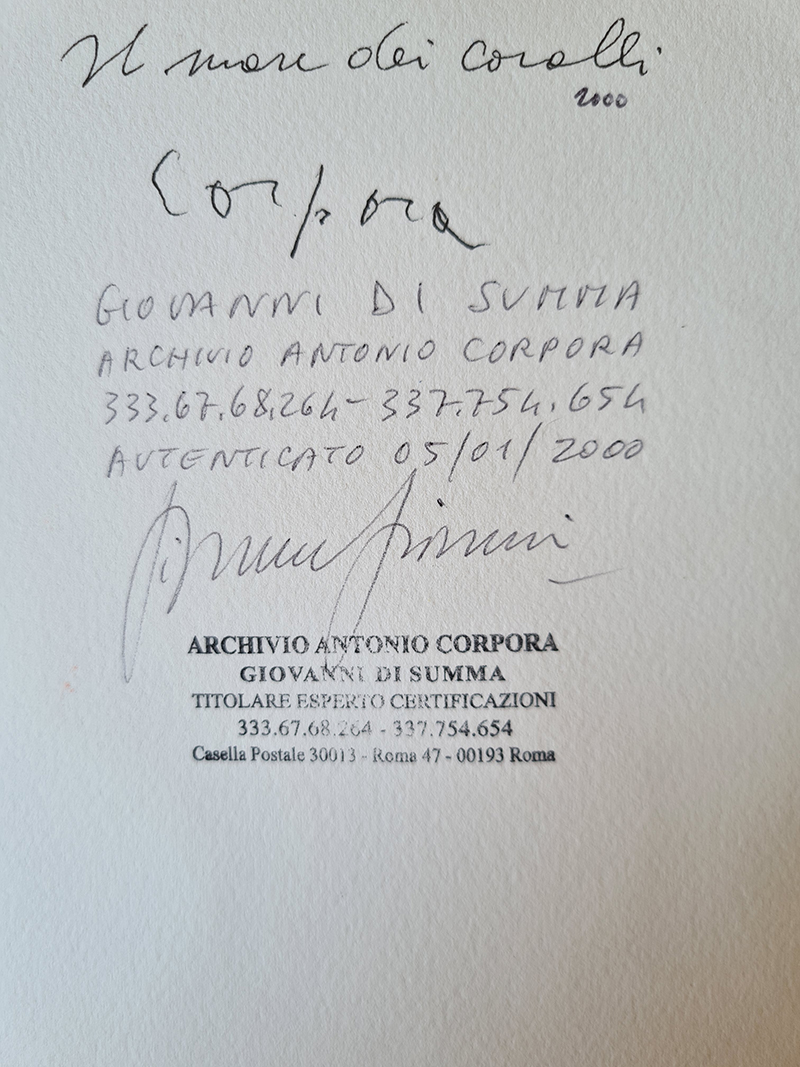 Il mare dei coralli
2000
Corpora
GIOVANNI DI SUMMA
ARCHIVIO ANTONIO CORPORA
333.67.68.264 - 337.754.654
AUTENTICATO 05/01/2000
ARCHIVIO ANTONIO CORPORA
GIOVANNI DI SUMMA
TITOLARE ESPERTO CERTIFICAZIONI
333.67.68.264 - 337.754.654
Casella Postale 30013 - Roma 47 - 00193 Roma